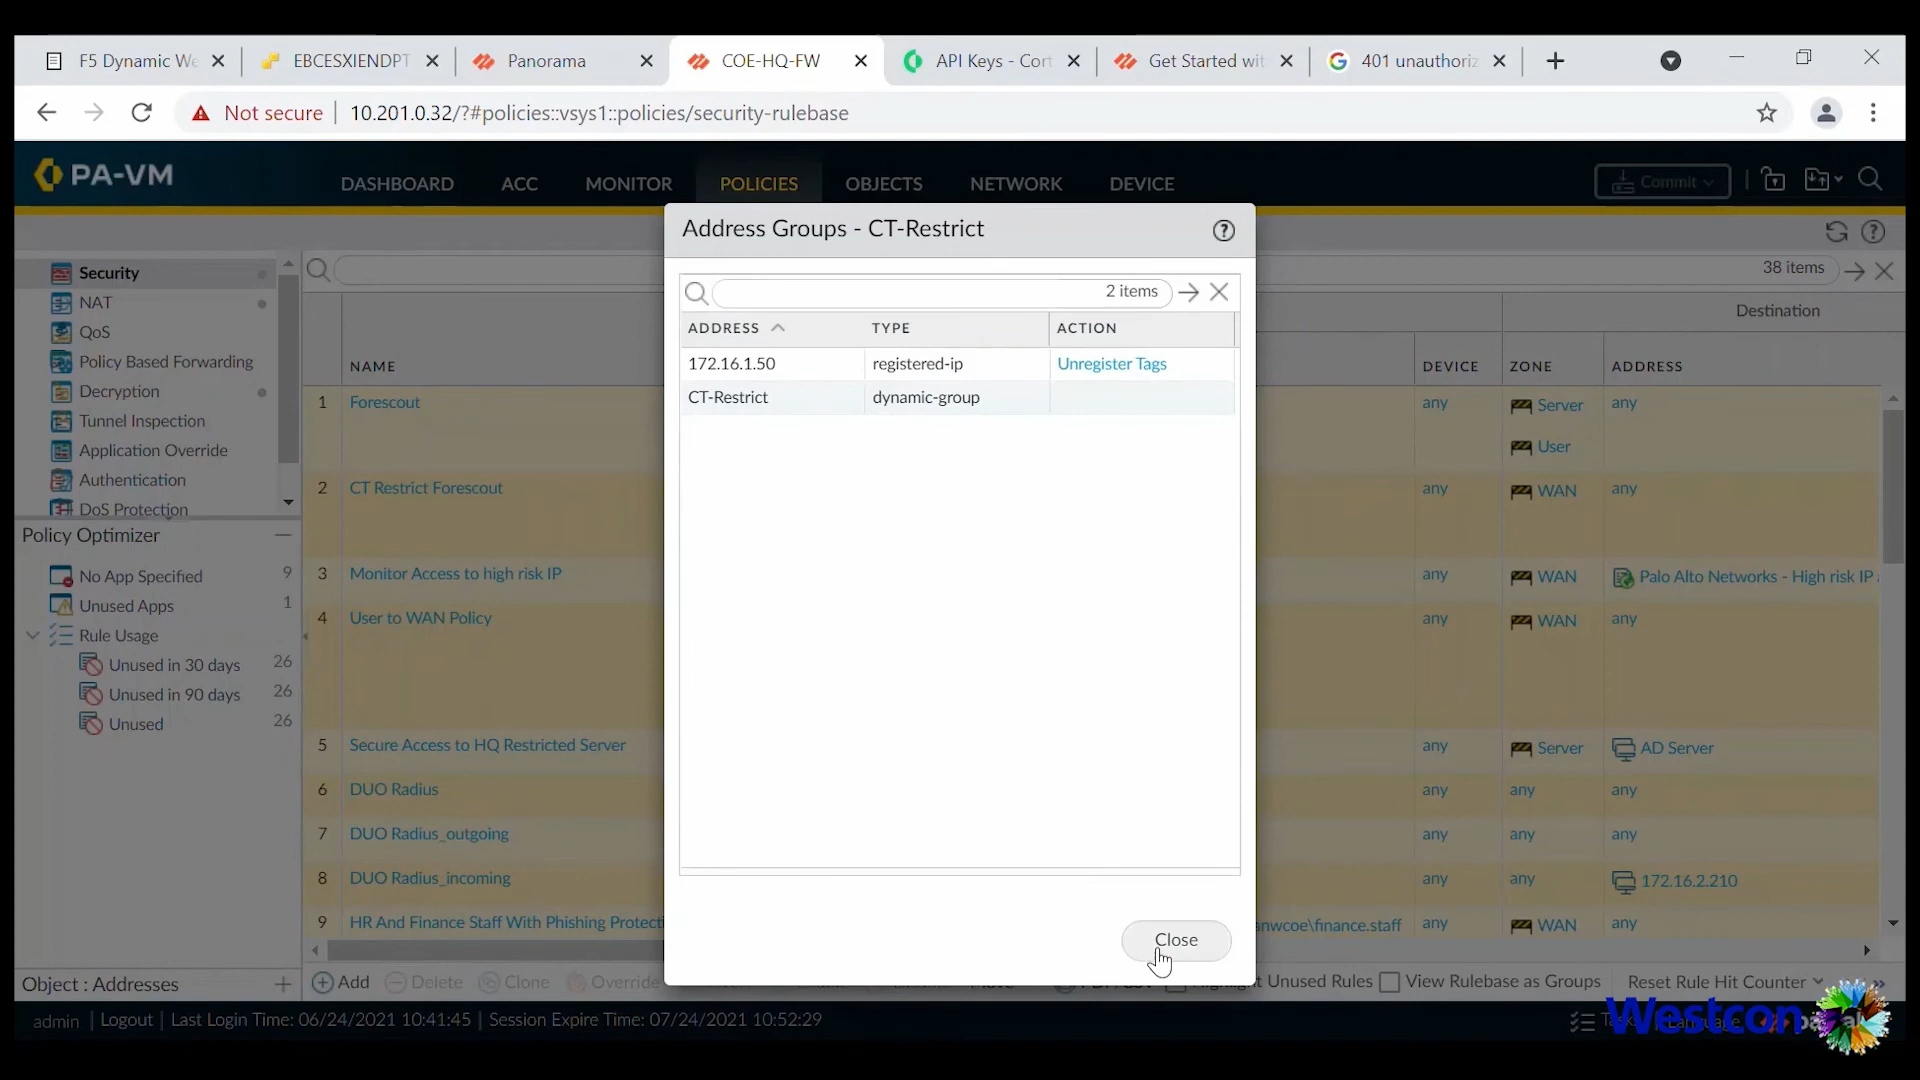 F5 Dynamic We
EBCESXIENDPT
Panorama
COE-HQ-FW
API Keys - Cort
Get Started wit
401 unauthoriz
Not secure
10.201.0.32/?#policies::vsys1::policies/security-rulebase
PA-VM
DASHBOARD
ACC
MONITOR
POLICIES
OBJECTS
NETWORK
DEVICE
Commit
Security
NAT
QoS
Policy Based Forwarding
Decryption
Tunnel Inspection
Application Override
Authentication
DoS Protection
Policy Optimizer
No App Specified 9
Unused Apps 1
Rule Usage
Unused in 30 days 26
Unused in 90 days 26
Unused 26
Object : Addresses
38 items
Destination
NAME
DEVICE
ZONE
ADDRESS
1 Forescout any Server any
User
2 CT Restrict Forescout any WAN any
3 Monitor Access to high risk IP any WAN Palo Alto Networks - High risk IP
4 User to WAN Policy any WAN any
5 Secure Access to HQ Restricted Server any Server AD Server
6 DUO Radius any any any
7 DUO Radius_outgoing any any any
8 DUO Radius_incoming any any 172.16.2.210
9 HR And Finance Staff With Phishing Protecti nwcoe\finance.staff any WAN any
Address Groups - CT-Restrict
2 items
ADDRESS TYPE ACTION
172.16.1.50 registered-ip Unregister Tags
CT-Restrict dynamic-group
Close
Add
Delete
Clone
Override
Unused Rules
View Rulebase as Groups
Reset Rule Hit Counter
admin | Logout | Last Login Time: 06/24/2021 10:41:45 | Session Expire Time: 07/24/2021 10:52:29
Westcon